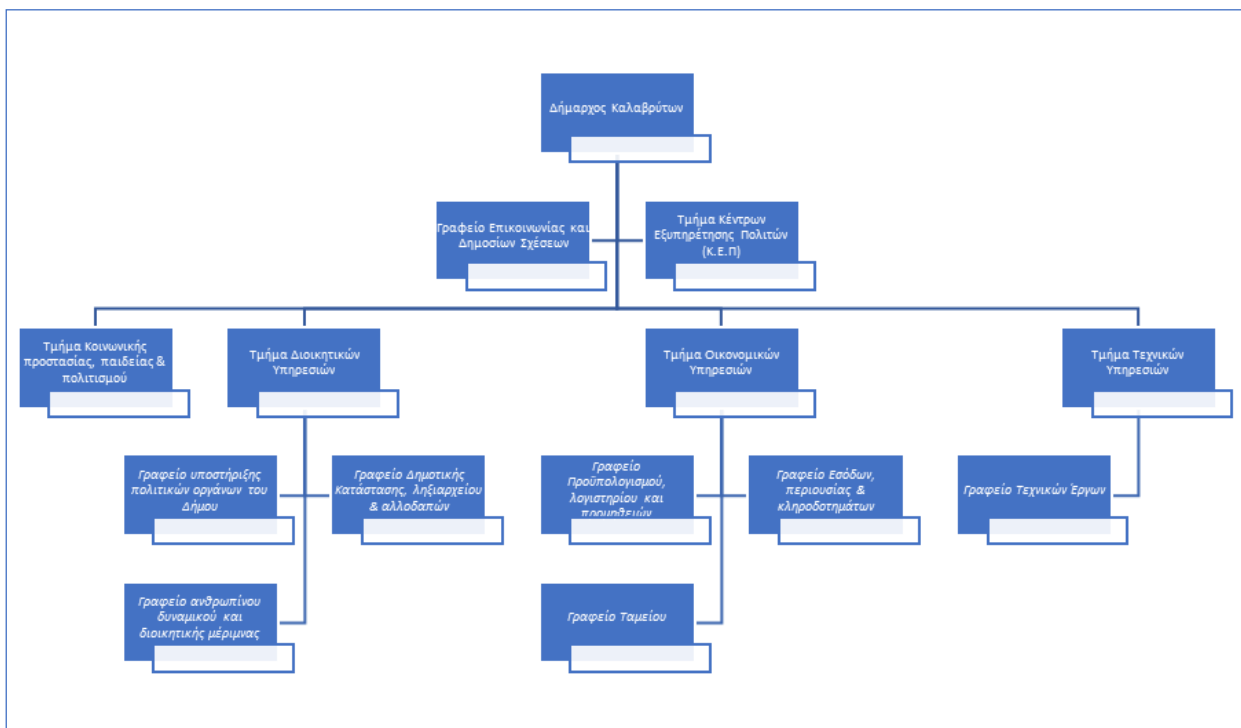 Δήμαρχος Καλαβρύτων
Γραφείο Επικοινωνίας και
Δημοσίων Σχέσεων
Τμήμα Κέντρων
Εξυπηρέτησης Πολιτών
(Κ.Ε.Π)
Τμήμα Κοινωνικής
προστασίας, παιδείας &
πολιτισμού
Τμήμα Διοικητικών
Υπηρεσιών
Τμήμα Οικονομικών
Υπηρεσιών
Τμήμα Τεχνικών
Υπηρεσιών
Γραφείο υποστήριξης
πολιτικών οργάνων του
Δήμου
Γραφείο Δημοτικής
Κατάστασης, ληξιαρχείου
& αλλοδαπών
Γραφείο
Προϋπολογισμού,
λογιστηρίου και
προμηθειών
Γραφείο Εσόδων,
περιουσίας &
κληροδοτημάτων
Γραφείο Τεχνικών Έργων
Γραφείο ανθρωπίνου
δυναμικού και
διοικητικής μέριμνας
Γραφείο Ταμείου